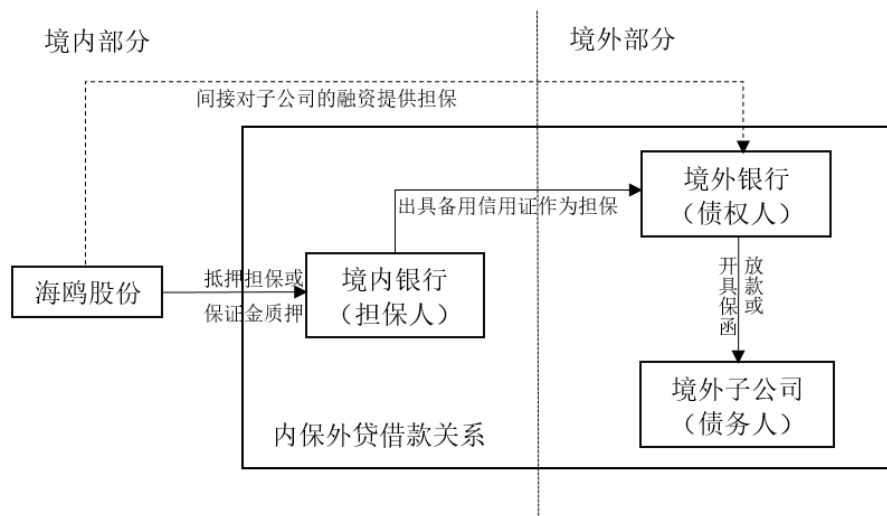 境内部分
境外部分
间接对子公司的融资提供担保
境外银行
（债权人）
出具备用信用证作为担保
海鸥股份
抵押担保或
保证金质押
境内银行
（担保人）
放款或
开具保函
境外子公司
（债务人）
内保外贷借款关系